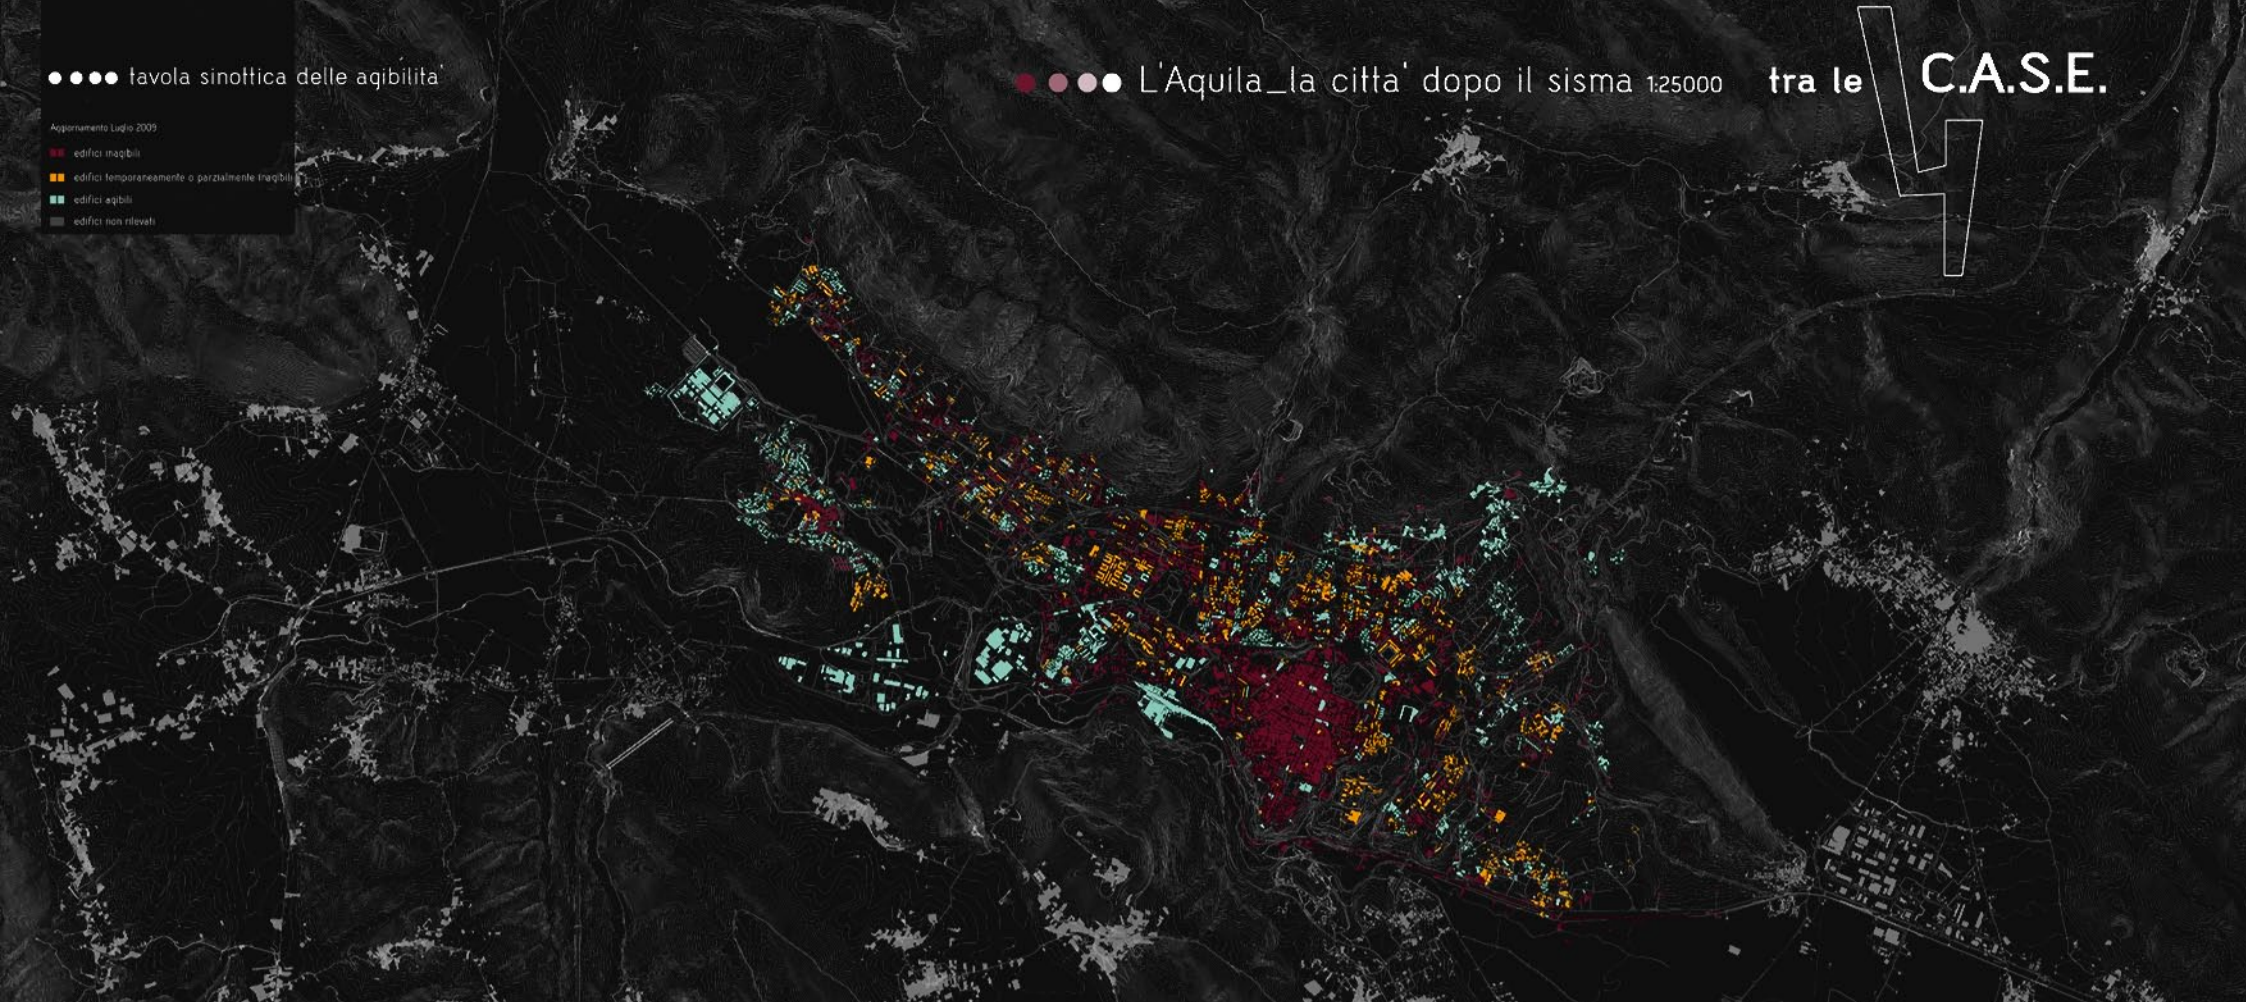 tavola sinottica delle agibilita'
Aggiornamento Luglio 2009
edifici inagibili
edifici temporaneamente o parzialmente inagibili
edifici agibili
edifici non rilevati
L'Aquila_la citta' dopo il sisma 1:25000
tra le C.A.S.E.